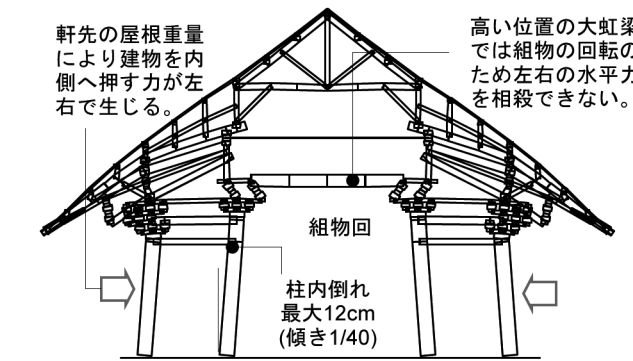 軒先の屋根重量
により建物を内
側へ押す力が左
右で生じる。
高い位置の大虹梁
では組物の回転の
ため左右の水平力
を相殺できない。
組物回
柱内倒れ
最大12cm
(傾き1/40)